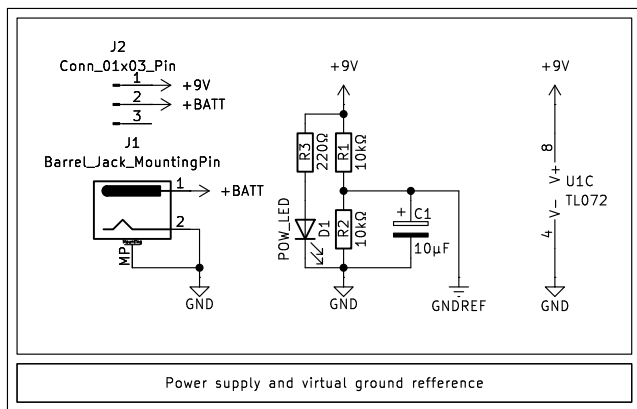 J2
Conn_01x03_Pin
1
+9V
2
+BATT
3
J1
Barrel_Jack_MountingPin
1
+BATT
2
MP
GND
+9V
R3
220Ω
R1
10kΩ
POW_LED
D1
R2
10kΩ
+
C1
10µF
GND
GNDREF
+9V
8
V+
U1C
TL072
V-
4
GND
Power supply and virtual ground refference